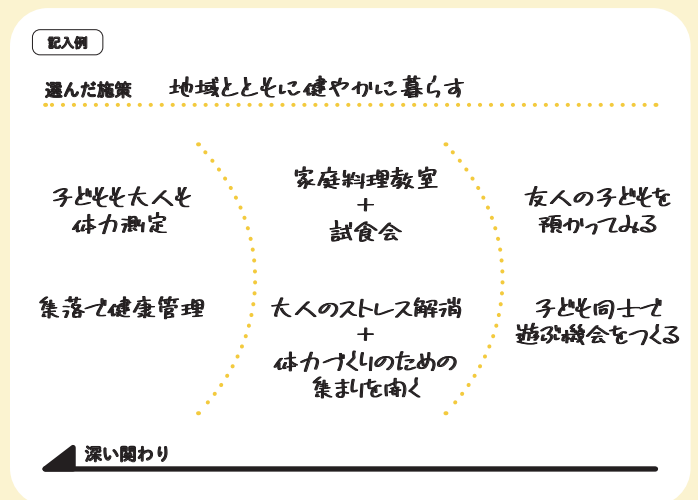 記入例
選んだ施策 地域とともに健やかに暮らす
子どもも大人も
体力測定
集落で健康管理
家庭料理教室
+
試食会
大人のストレス解消
+
体力づくりのための
集まりを開く
友人の子どもを
預かってみる
子ども同士で
遊ぶ機会をつくる
深い関わり